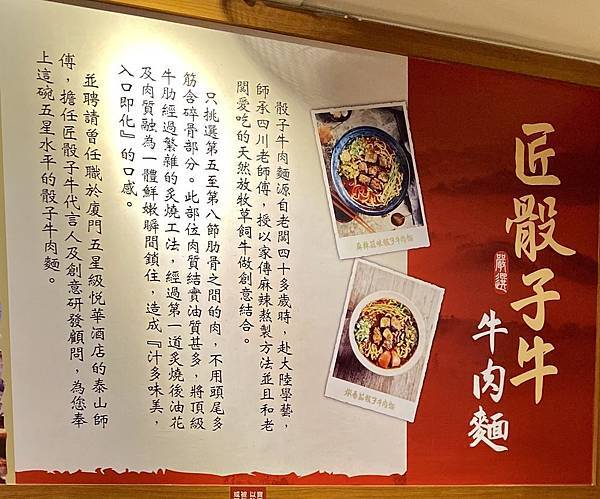 匠骰子牛
嚴選
牛肉麵
骰子牛肉麵源自老闆四十多歲時，赴大陸學藝，
師承四川老師傅，授以家傳麻辣熬製方法並且和老
闆愛吃的天然放牧草飼牛做創意結合。
只挑選第五至第八節肋骨之間的肉，不用頭尾多
筋含碎骨部分。此部位肉質結實油質甚多，將頂級
牛肋經過繁雜的炙燒工法，經過第一道炙燒後油花
及肉質融為一體鮮嫩瞬間鎖住，造成『汁多味美，
入口即化』的口感。
並聘請曾任職於廈門五星級悅華酒店的泰山師
傅，擔任匠骰子牛代言人及創意研發顧問，為您奉
上這碗五星水平的骰子牛肉麵。